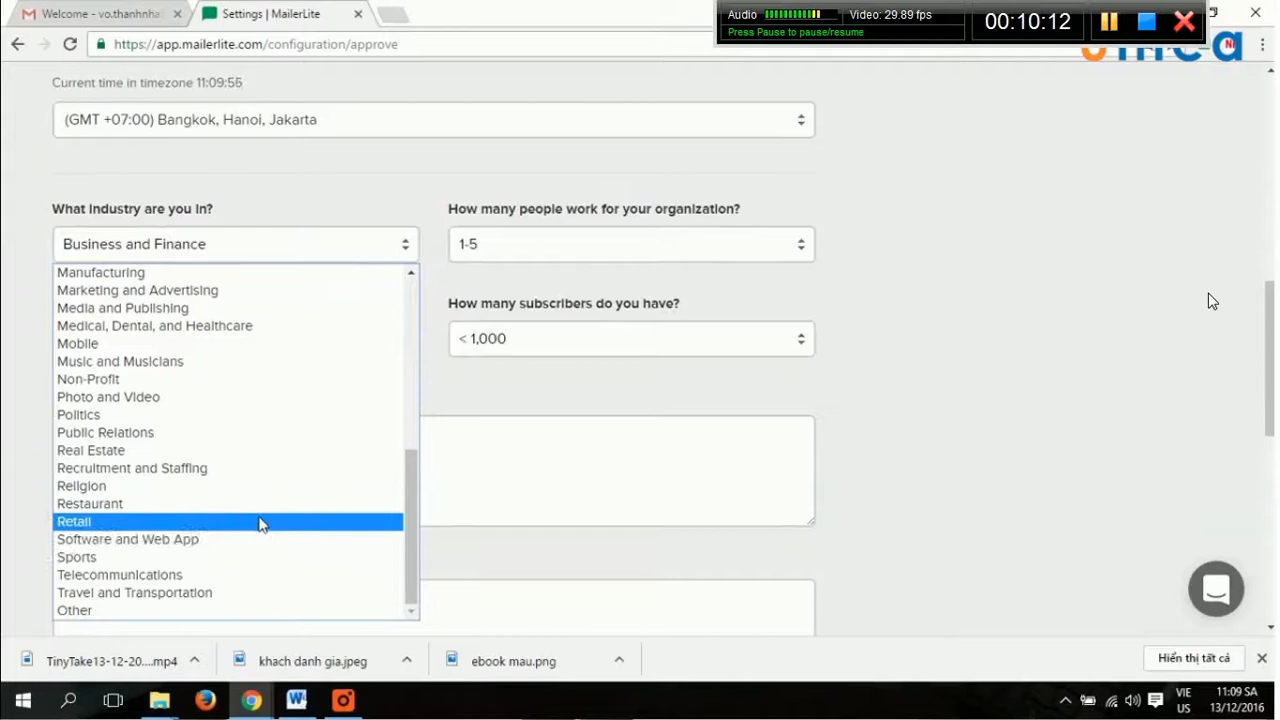 Welcome - vo.thannhna
Settings | MailerLite
Audio
Video: 29.89 fps
00:10:12
Press Pause to pause/resume
https://app.mailerlite.com/configuration/approve
Current time in timezone 11:09:55
(GMT +07:00) Bangkok, Hanoi, Jakarta
What industry are you in?
How many people work for your organization?
Business and Finance
1-5
Manufacturing
Marketing and Advertising
Media and Publishing
How many subscribers do you have?
Medical, Dental, and Healthcare
< 1,000
Mobile
Music and Musicians
Non-Profit
Photo and Video
Politics
Public Relations
Real Estate
Recruitment and Staffing
Religion
Restaurant
Retail
Software and Web App
Sports
Telecommunications
Travel and Transportation
Other
TinyTake13-12-20....mp4
khach danh gia.jpeg
ebook mau.png
Hiển thị tất cả
VIE
11:09 SA
US
13/12/2016